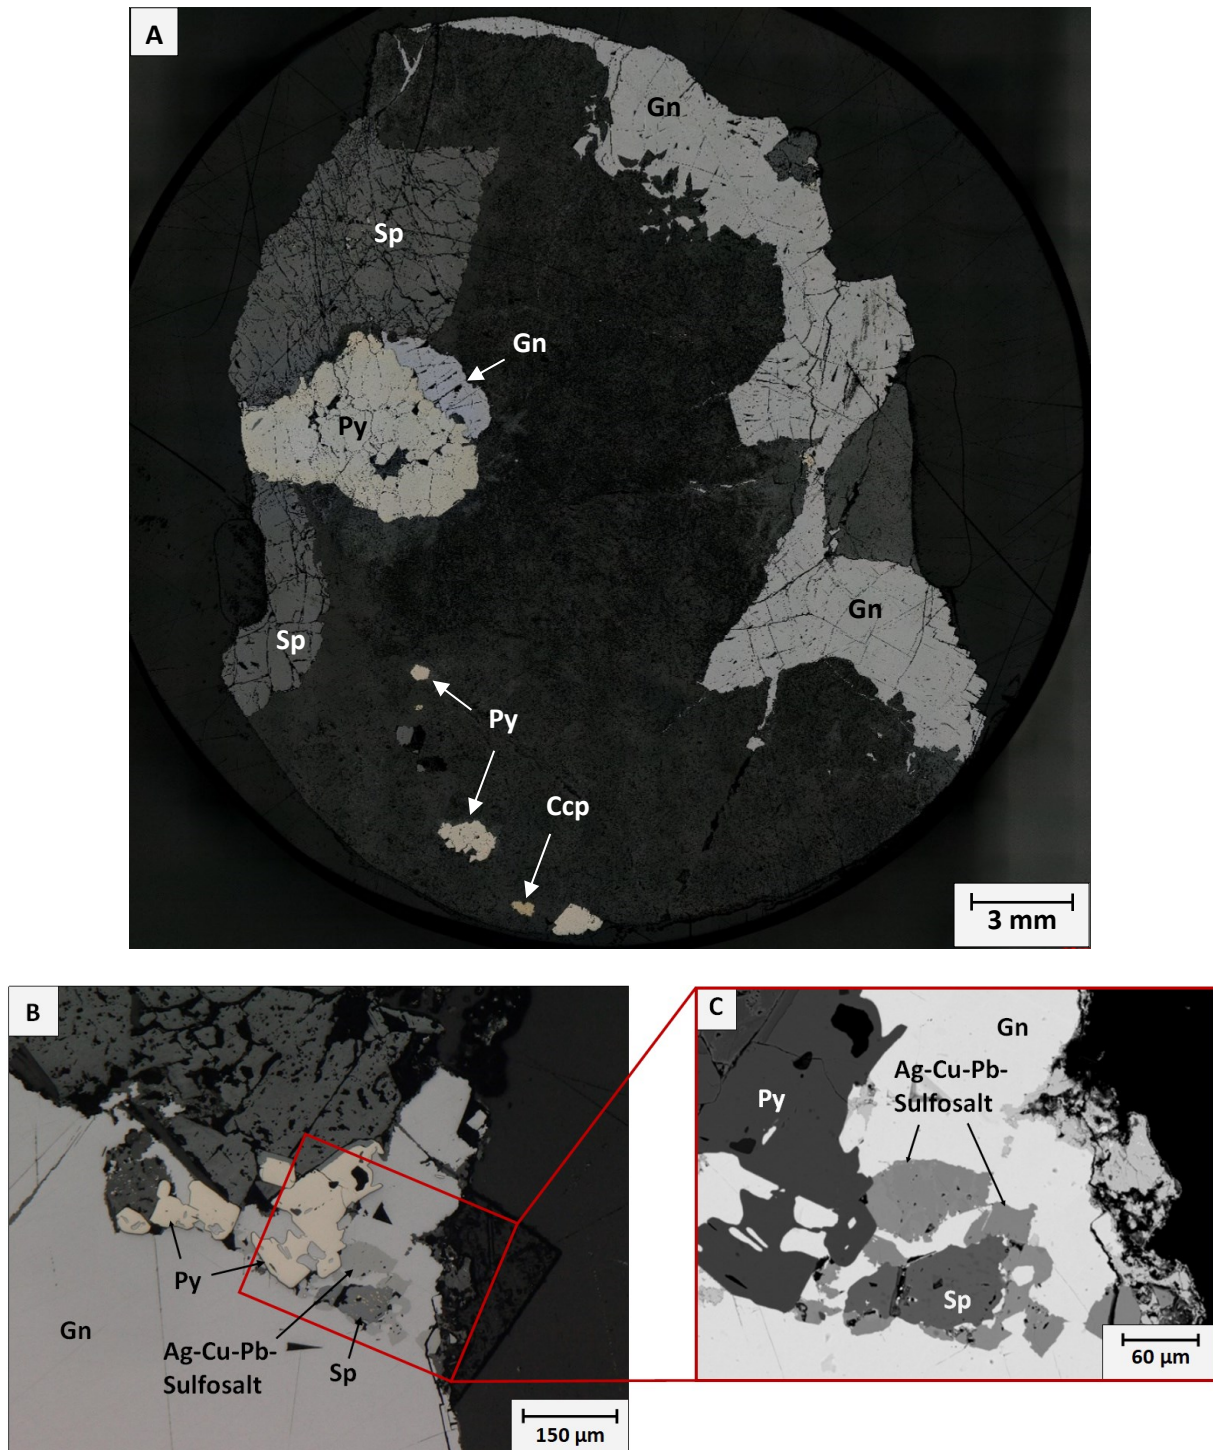 A
Gn
Sp
Gn
Py
Gn
Sp
Py
Ccp
3 mm
B
Py
Gn
Ag-Cu-Pb-
Sulfosalt
Sp
150 µm
C
Gn
Ag-Cu-Pb-
Sulfosalt
Py
Sp
60 µm